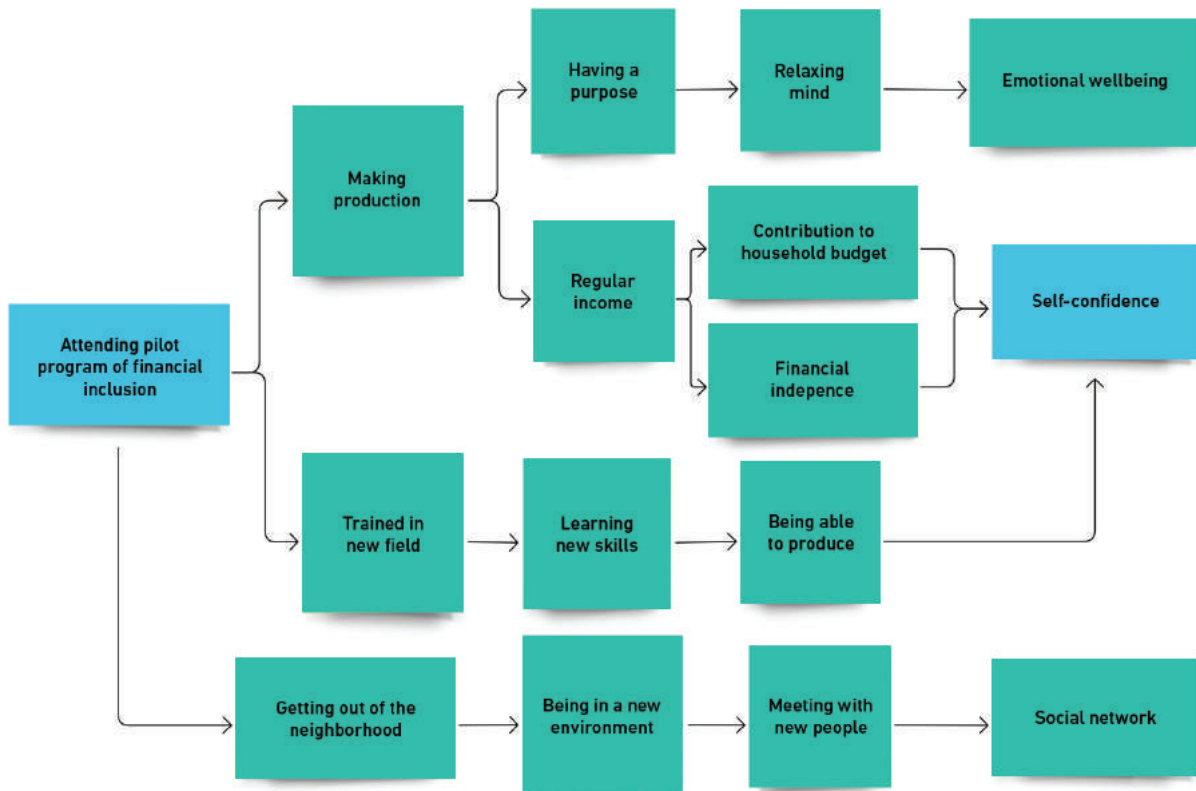 Having a
purpose
Relaxing
mind
Emotional wellbeing
Making
production
Contribution to
household budget
Regular
income
Self-confidence
Attending pilot
program of financial
inclusion
Financial
indepence
Trained in
new field
Learning
new skills
Being able
to produce
Getting out of the
neighborhood
Being in a new
environment
Meeting with
new people
Social network